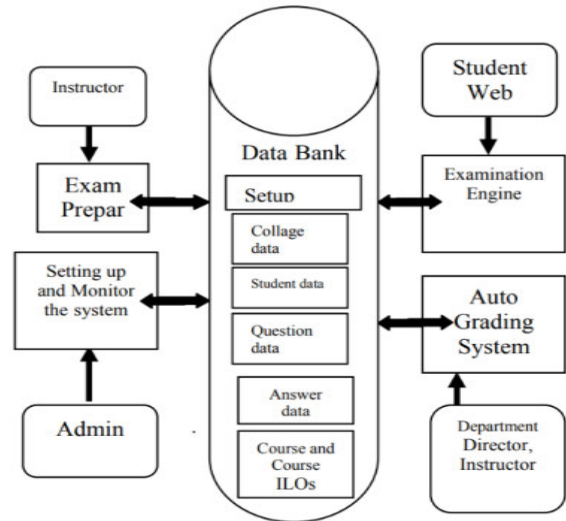 Instructor
Exam
Prepar
Setting up
and Monitor
the system
Admin
Data Bank
Setup
Collage
data
Student data
Question
data
Answer
data
Course and
Course
ILOs
Student
Web
Examination
Engine
Auto
Grading
System
Department
Director,
Instructor